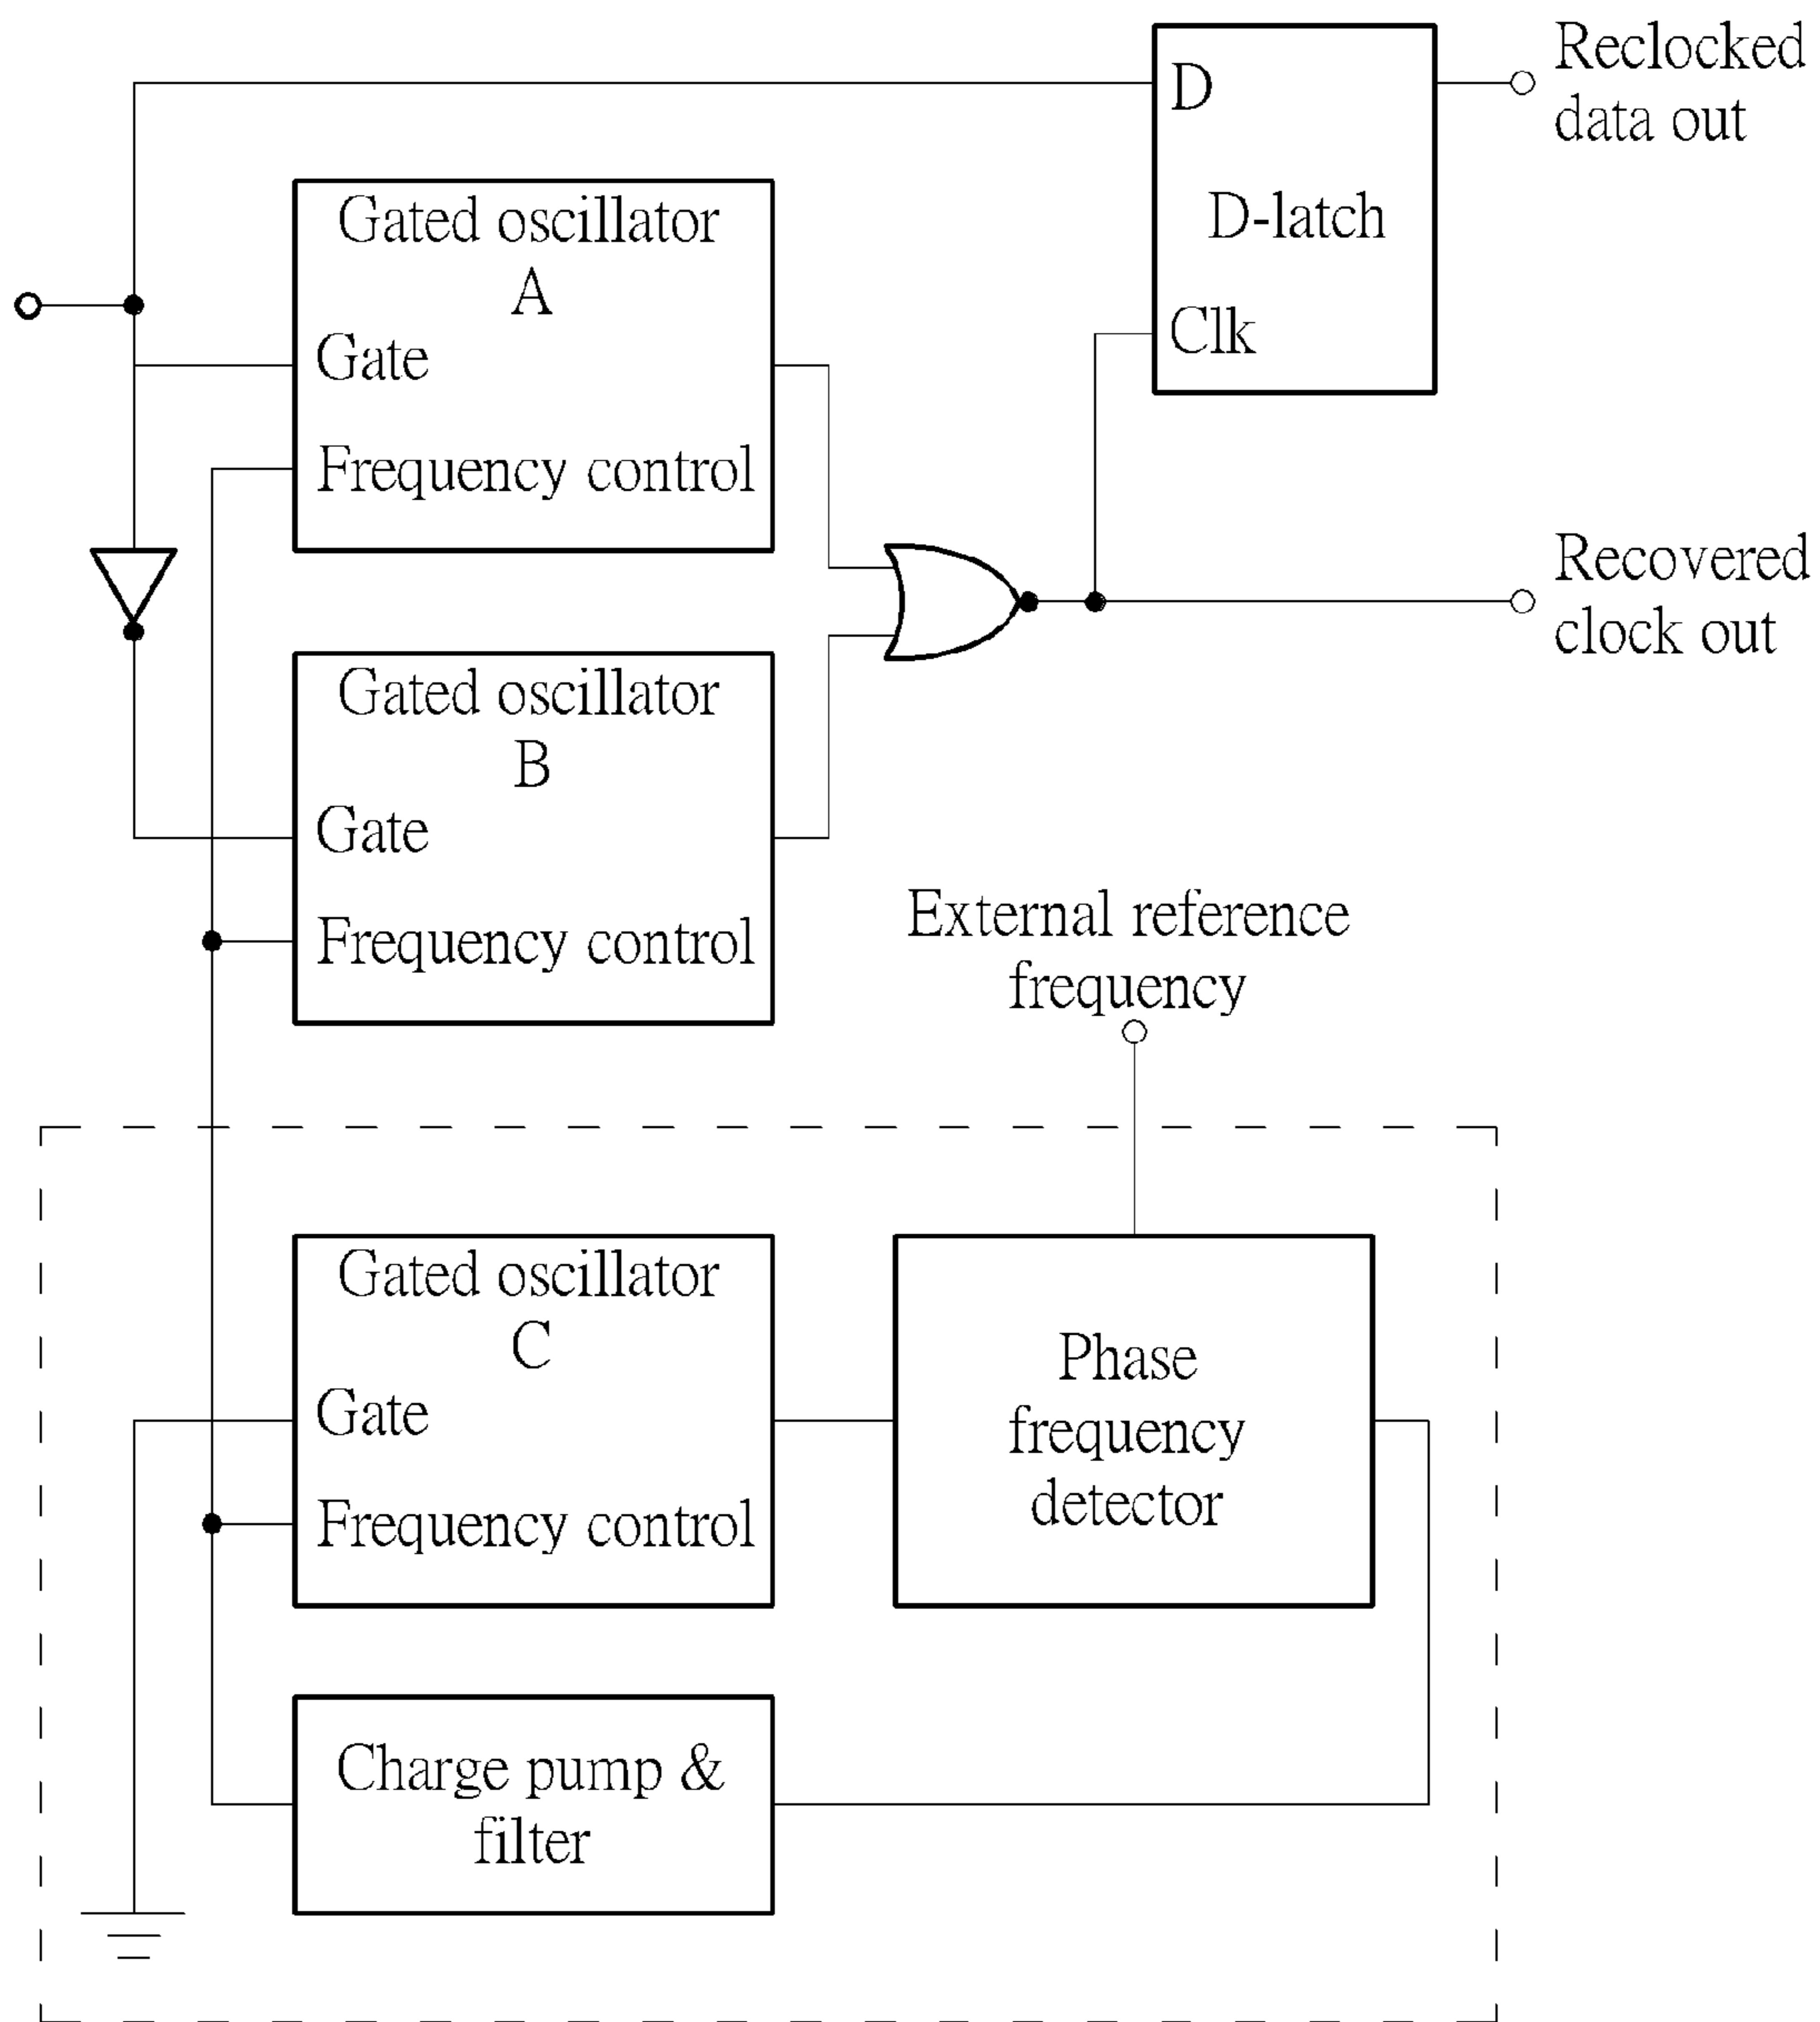 Reclocked
data out
D
D-latch
Clk
Gated oscillator
A
Gate
Frequency control
Recovered
clock out
Gated oscillator
B
Gate
Frequency control
External reference
frequency
Gated oscillator
C
Gate
Frequency control
Phase
frequency
detector
Charge pump &
filter